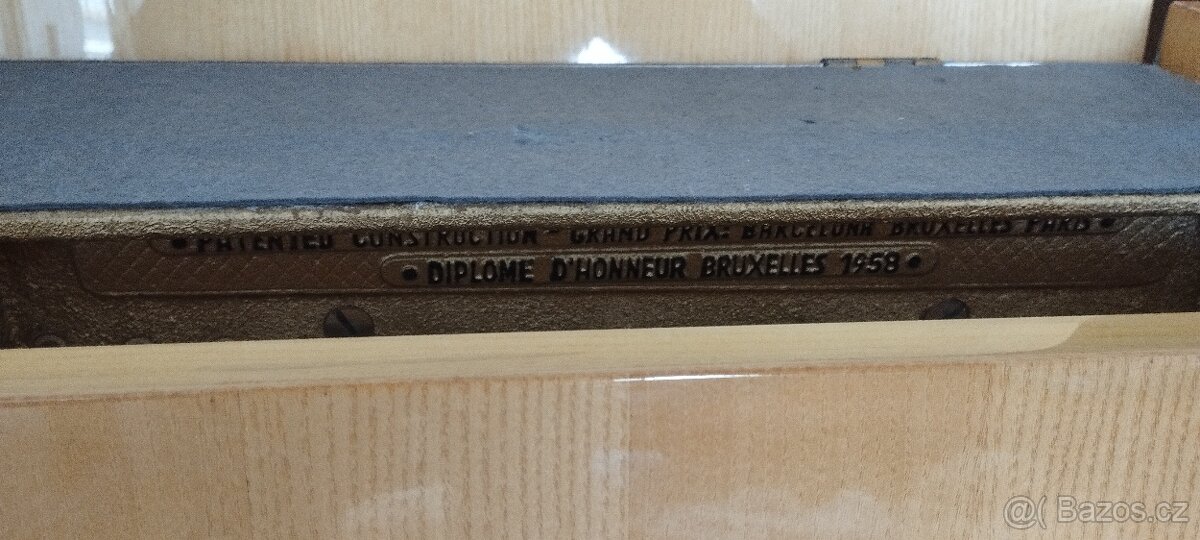 • PATENTED CONSTRUCTION - GRAND PRIX: BARCELONA BRUXELLES PARIS •
• DIPLOME D'HONNEUR BRUXELLES 1958 •
@( Bazos.cz